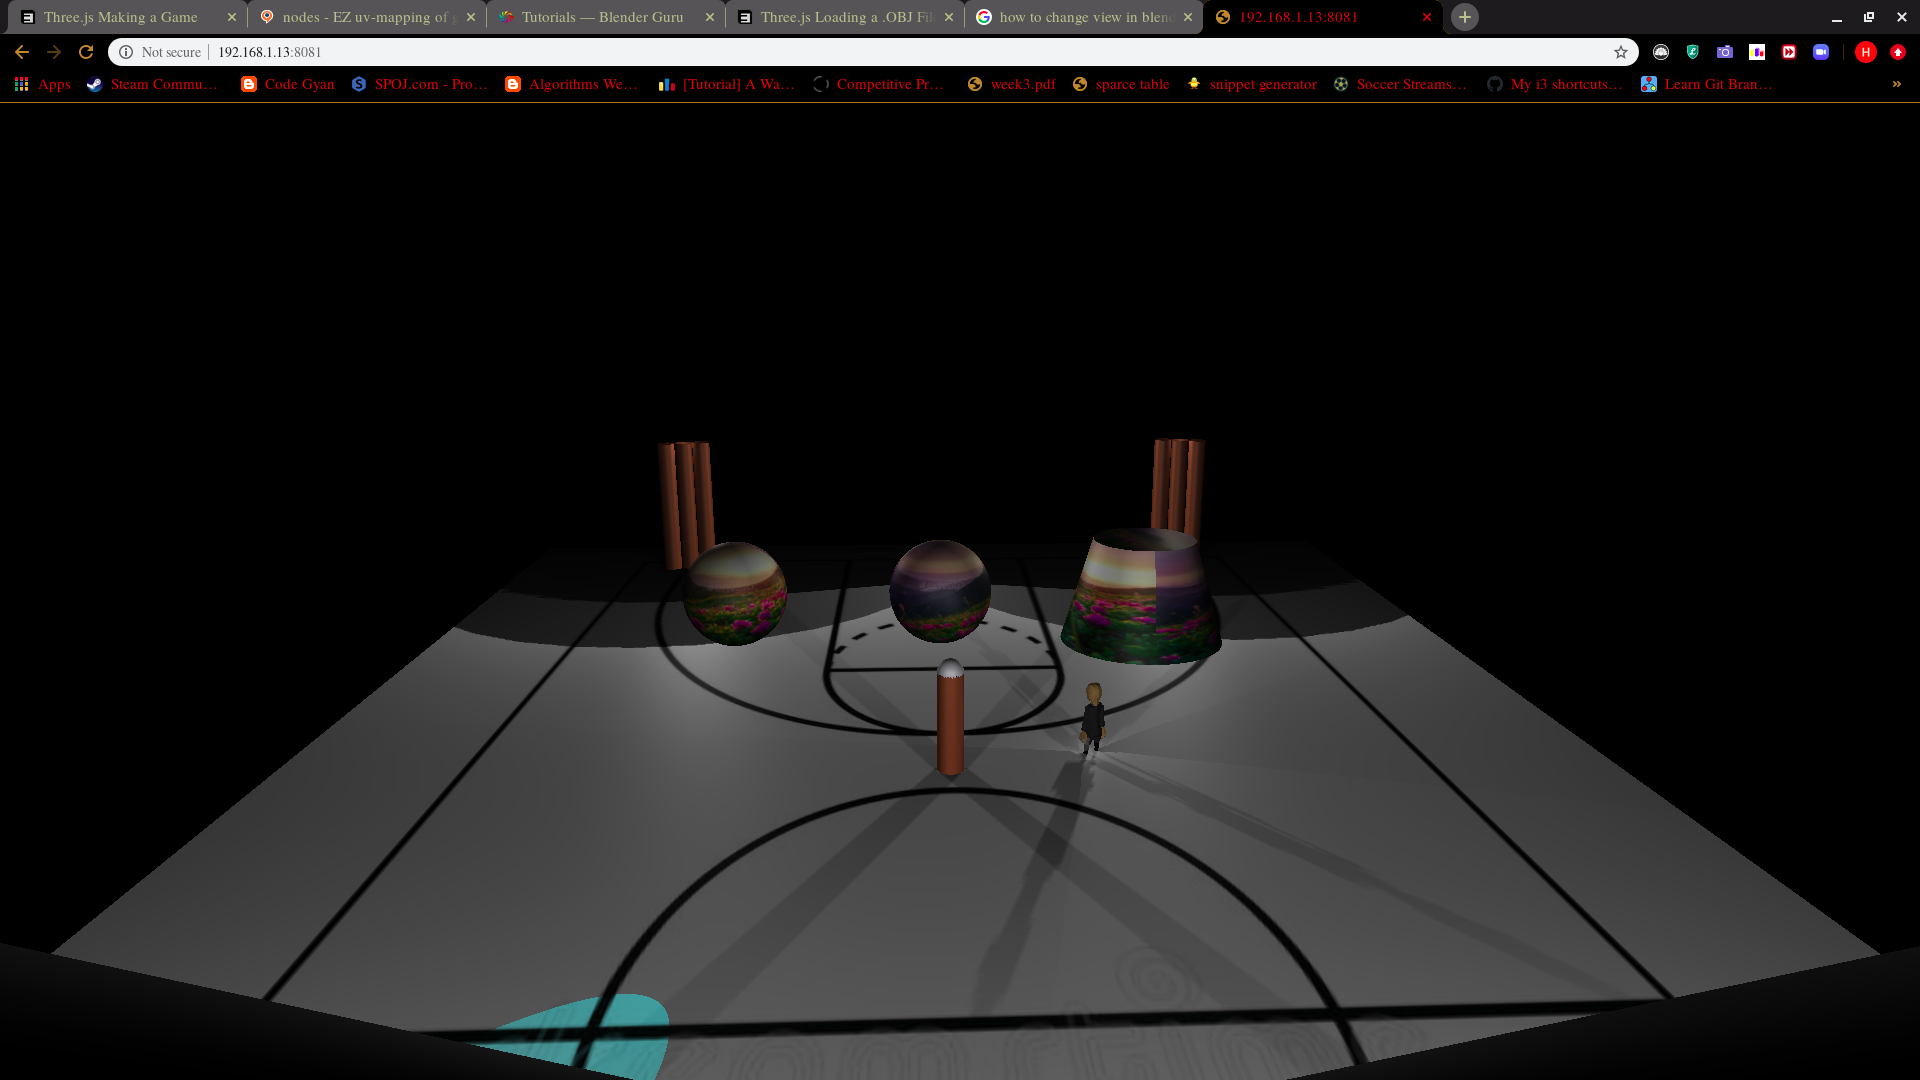 Three.js Making a Game
nodes - EZ uv-mapping of
Tutorials — Blender Guru
Three.js Loading a .OBJ Fil
how to change view in blen
192.168.1.13:8081
Not secure
192.168.1.13:8081
H
Apps
Steam Commu…
Code Gyan
SPOJ.com - Pro…
Algorithms We…
[Tutorial] A Wa…
Competitive Pr…
week3.pdf
sparce table
snippet generator
Soccer Streams…
My i3 shortcuts…
Learn Git Bran…
»